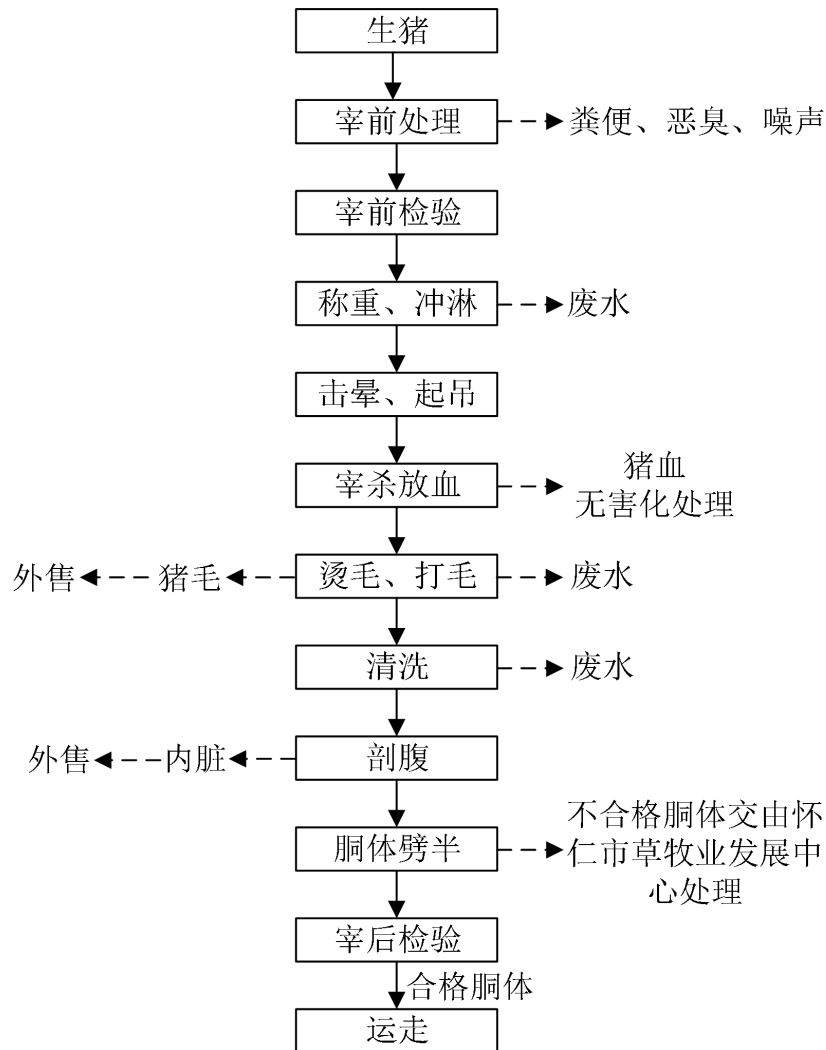 生猪
宰前处理
粪便、恶臭、噪声
宰前检验
称重、冲淋
废水
击晕、起吊
宰杀放血
猪血
无害化处理
外售
猪毛
烫毛、打毛
废水
清洗
废水
外售
内脏
剖腹
胴体劈半
不合格胴体交由怀
仁市草牧业发展中
心处理
宰后检验
合格胴体
运走